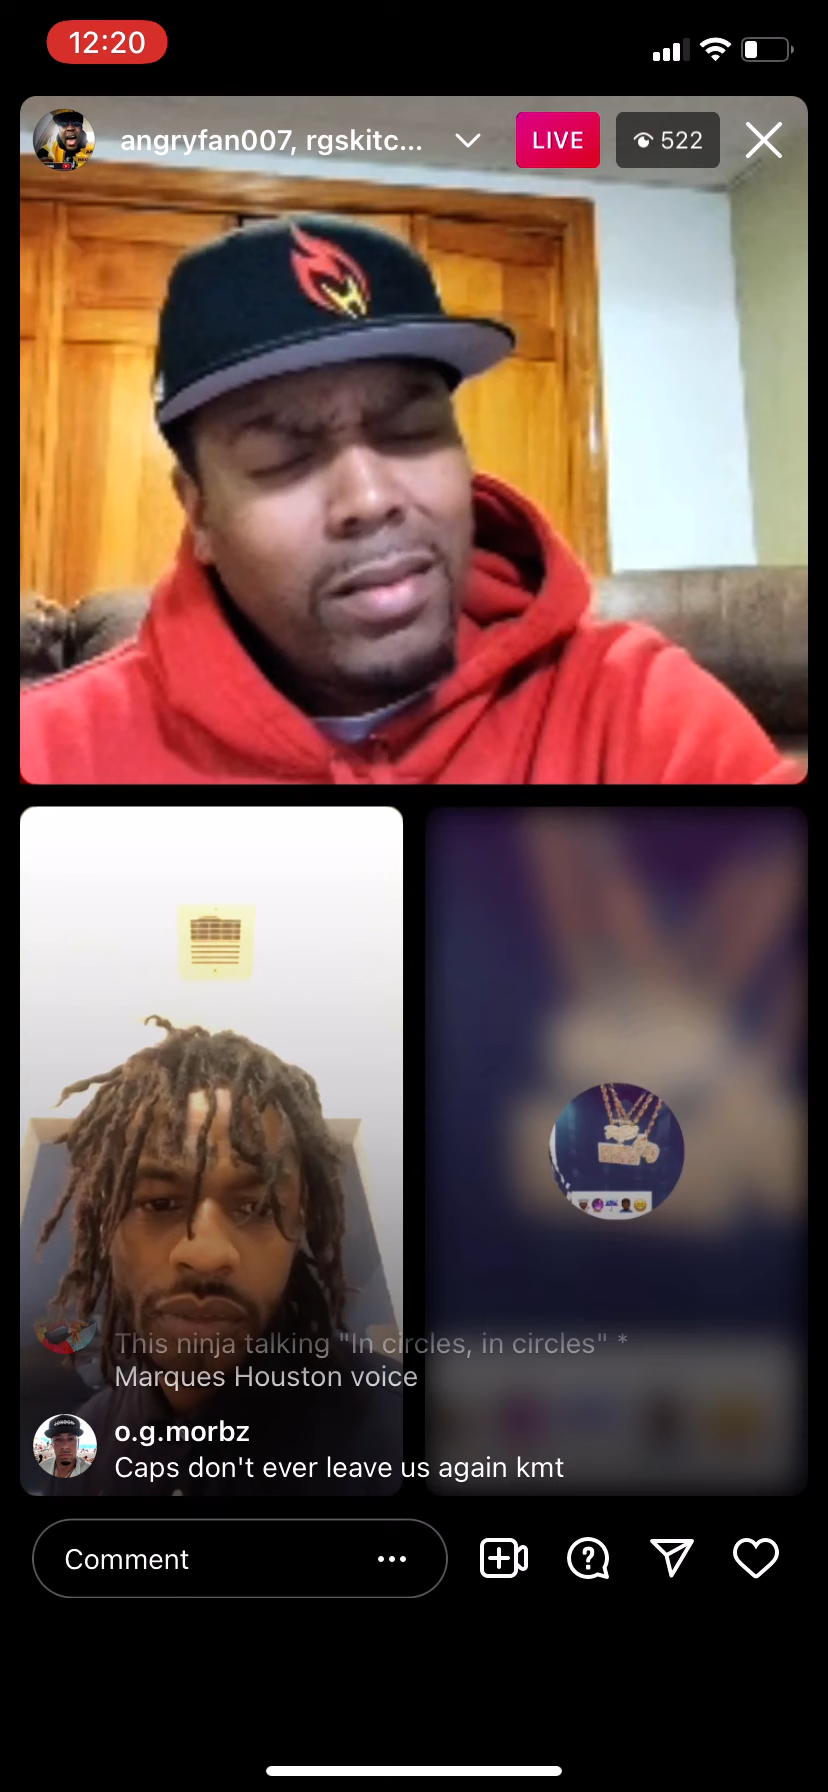 12:20
angryfan007, rgskitc...
LIVE
522
This ninja talking "In circles, in circles" *
Marques Houston voice
o.g.morbz
Caps don't ever leave us again kmt
Comment